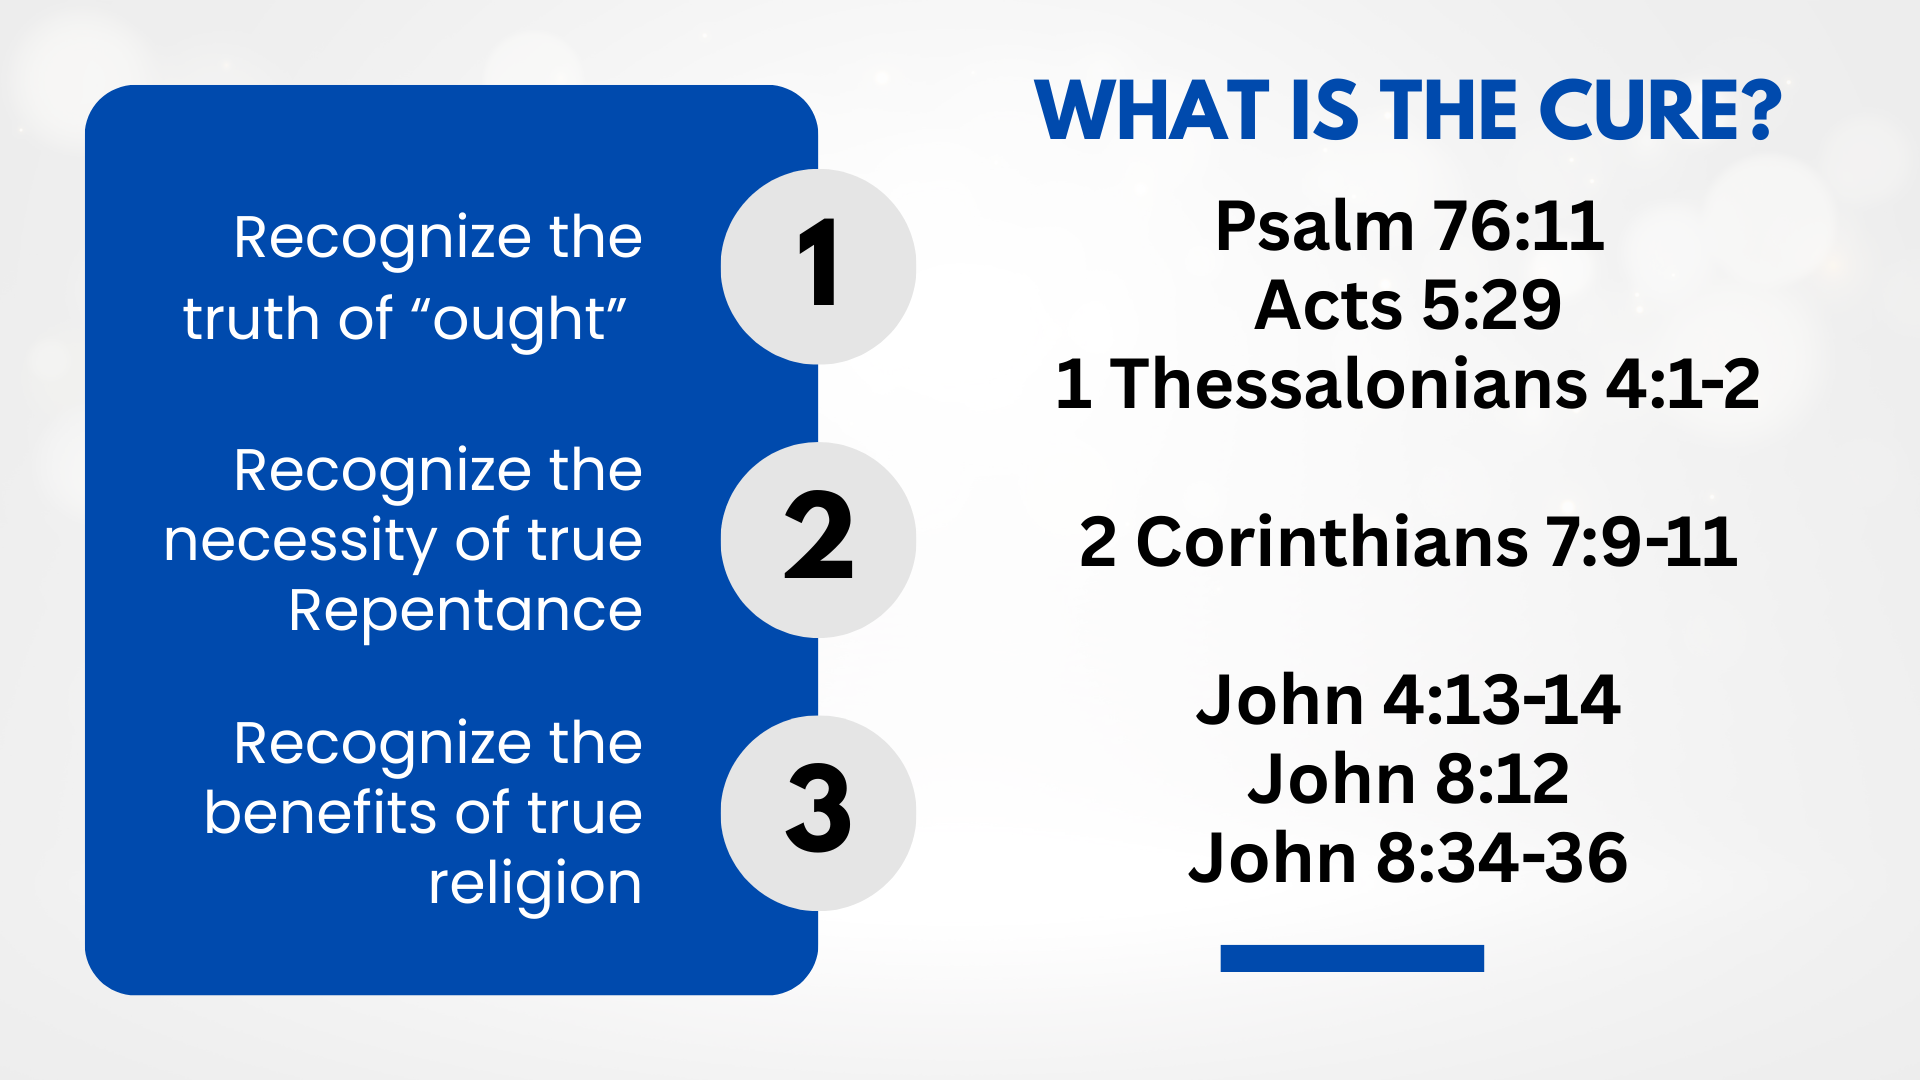 WHAT IS THE CURE?
Recognize the
truth of “ought”
1
Psalm 76:11
Acts 5:29
1 Thessalonians 4:1-2
Recognize the
necessity of true
Repentance
2
2 Corinthians 7:9-11
Recognize the
benefits of true
religion
3
John 4:13-14
John 8:12
John 8:34-36